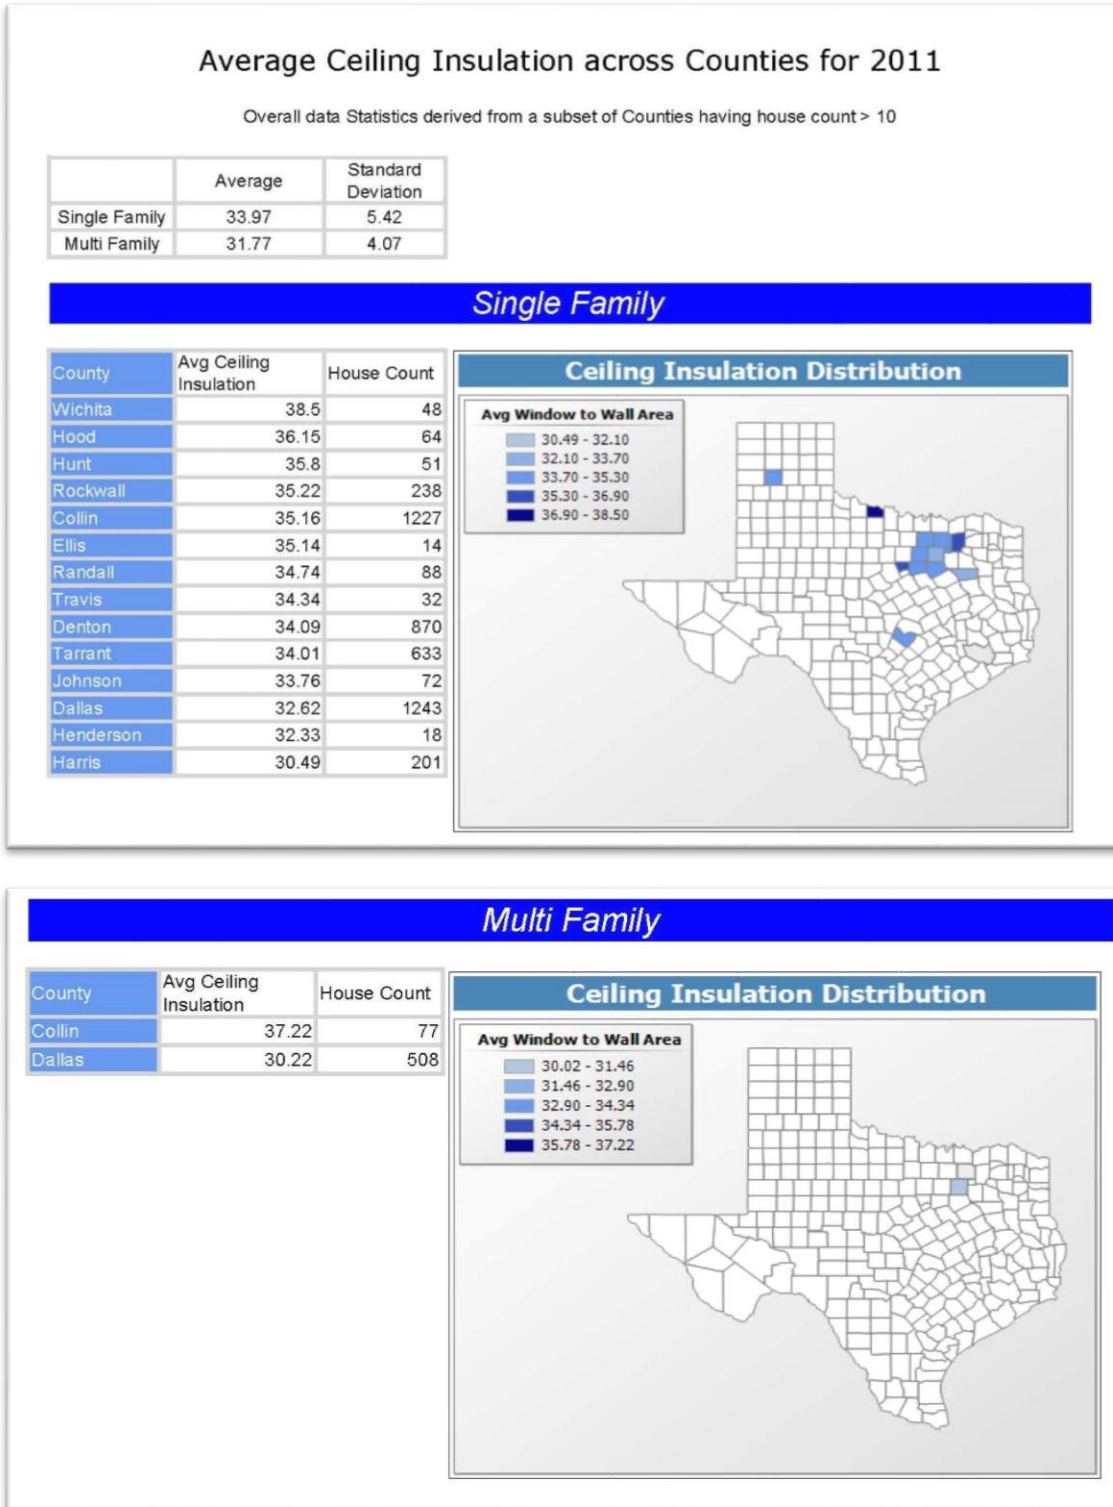 Average Ceiling Insulation across Counties for 2011
Overall data Statistics derived from a subset of Counties having house count > 10
Average Standard Deviation
Single Family 33.97 5.42
Multi Family 31.77 4.07
Single Family
County Avg Ceiling Insulation House Count
Wichita 38.5 48
Hood 36.15 64
Hunt 35.8 51
Rockwall 35.22 238
Collin 35.16 1227
Ellis 35.14 14
Randall 34.74 88
Travis 34.34 32
Denton 34.09 870
Tarrant 34.01 633
Johnson 33.76 72
Dallas 32.62 1243
Henderson 32.33 18
Harris 30.49 201
Ceiling Insulation Distribution
Avg Window to Wall Area
30.49 - 32.10
32.10 - 33.70
33.70 - 35.30
35.30 - 36.90
36.90 - 38.50
Multi Family
County Avg Ceiling Insulation House Count
Collin 37.22 77
Dallas 30.22 508
Ceiling Insulation Distribution
Avg Window to Wall Area
30.02 - 31.46
31.46 - 32.90
32.90 - 34.34
34.34 - 35.78
35.78 - 37.22